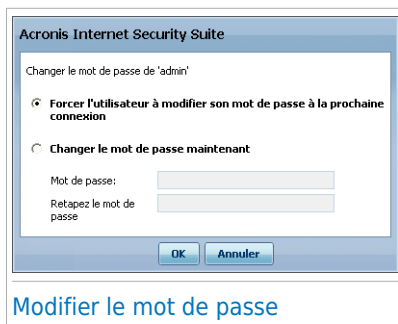 Acronis Internet Security Suite
Changer le mot de passe de 'admin'
Forcer l'utilisateur à modifier son mot de passe à la prochaine
connexion
Changer le mot de passe maintenant
Mot de passe:
Retapez le mot de
passe
OK Annuler
Modifier le mot de passe